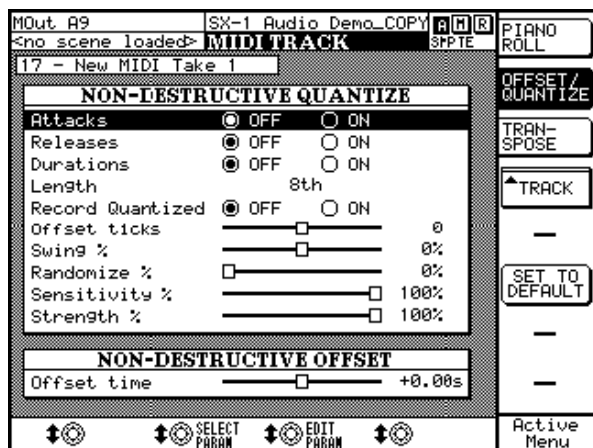 MOut A9 SX-1 Audio Demo_COPY A M R
<no scene loaded> MIDI TRACK SMPTE
17 - New MIDI Take 1
NON-DESTRUCTIVE QUANTIZE
Attacks OFF ON
Releases OFF ON
Durations OFF ON
Length 8th
Record Quantized OFF ON
Offset ticks 0
Swing % 0%
Randomize % 0%
Sensitivity % 100%
Strength % 100%
NON-DESTRUCTIVE OFFSET
Offset time +0.00s
SELECT PARAM EDIT PARAM
PIANO ROLL
OFFSET/
QUANTIZE
TRAN-
SPOSE
TRACK
SET TO
DEFAULT
Active
Menu